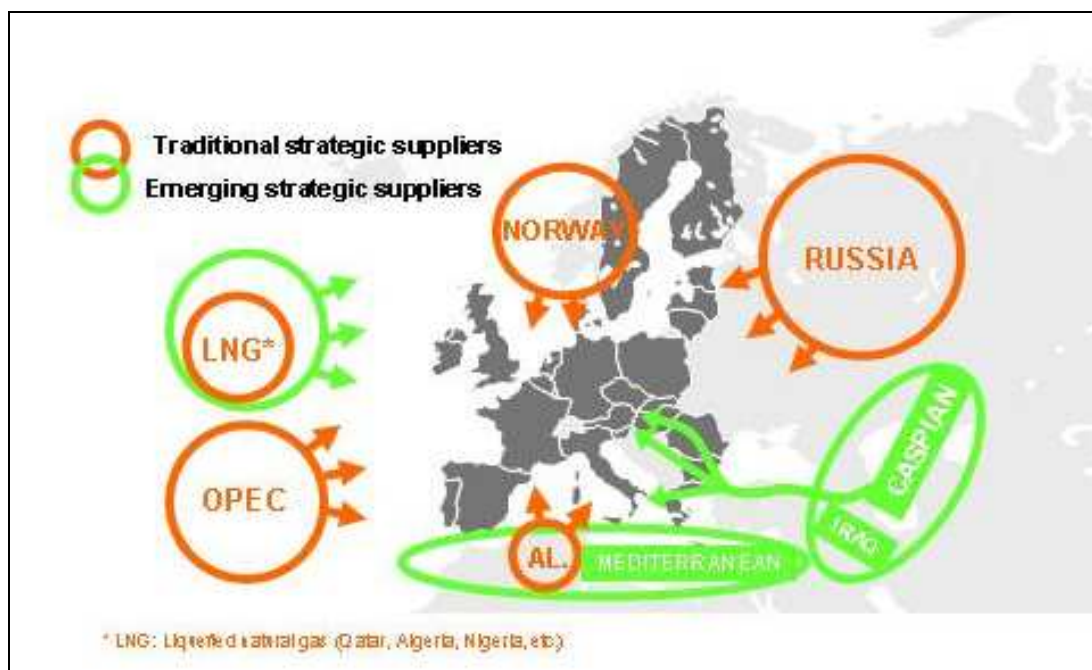 Traditional strategic suppliers
Emerging strategic suppliers
NORWAY
RUSSIA
LNG*
OPEC
CASPIAN
IRAQ
AL.
MEDITERRANEAN
* LNG: Liquefied natural gas (Qatar, Algeria, Nigeria, etc.)